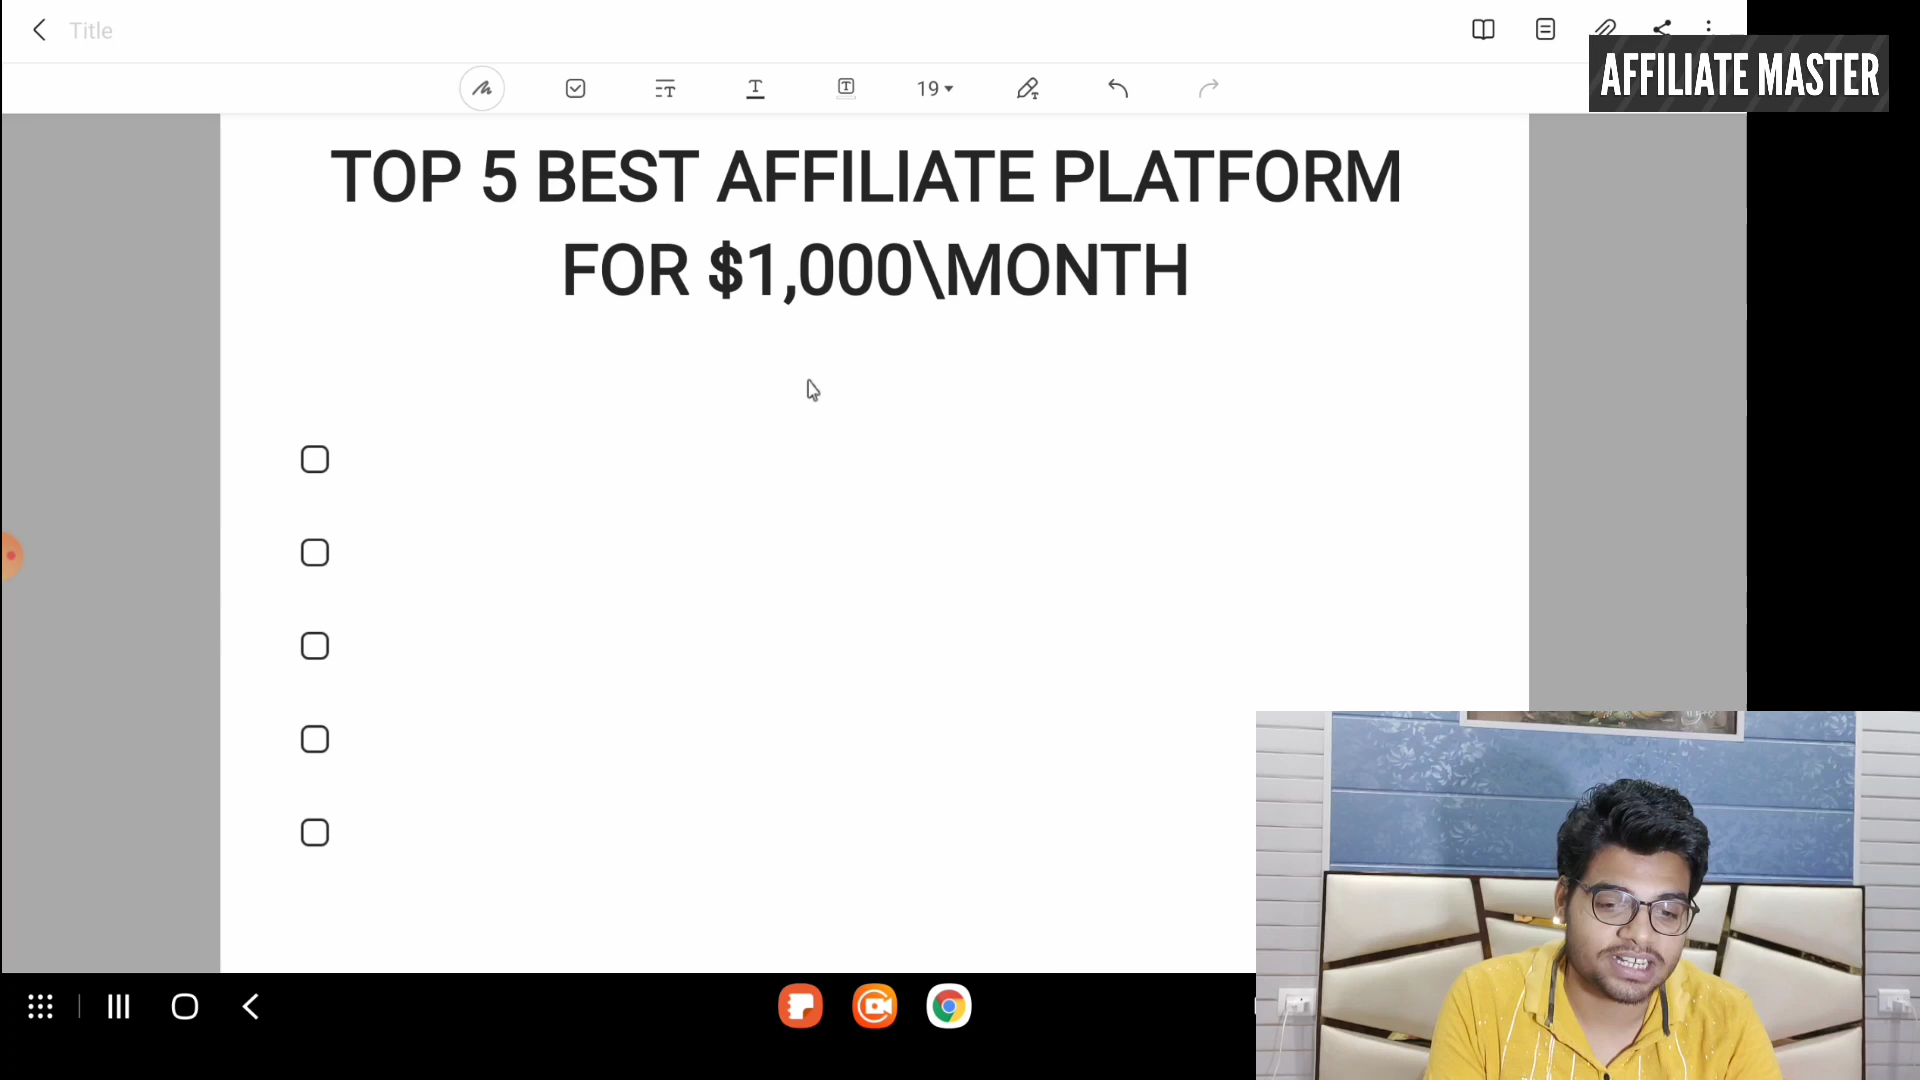 Title
19
AFFILIATE MASTER
TOP 5 BEST AFFILIATE PLATFORM
FOR $1,000\MONTH